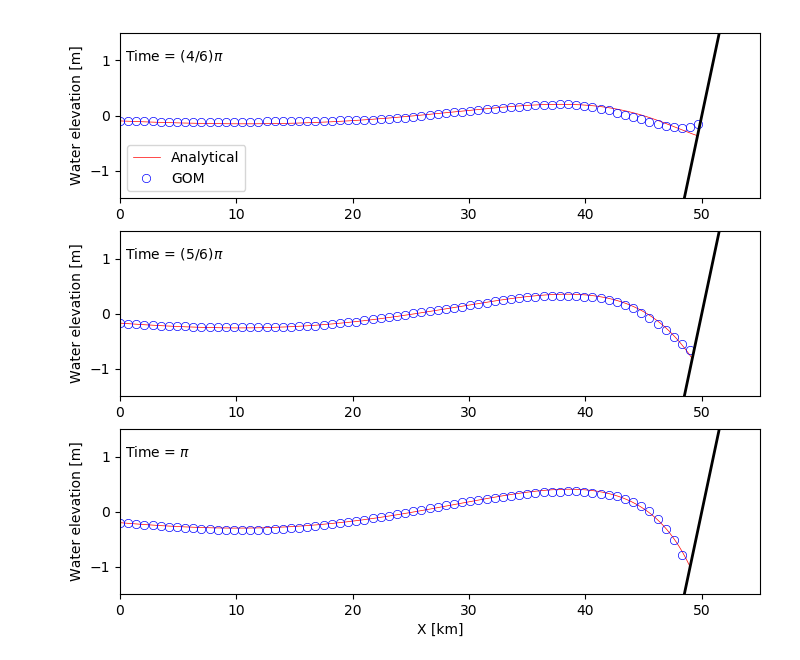 Water elevation [m]
Time = (4/6)π
1
0
−1
Analytical
GOM
0 10 20 30 40 50
Water elevation [m]
Time = (5/6)π
1
0
−1
0 10 20 30 40 50
Water elevation [m]
Time = π
1
0
−1
0 10 20 30 40 50
X [km]